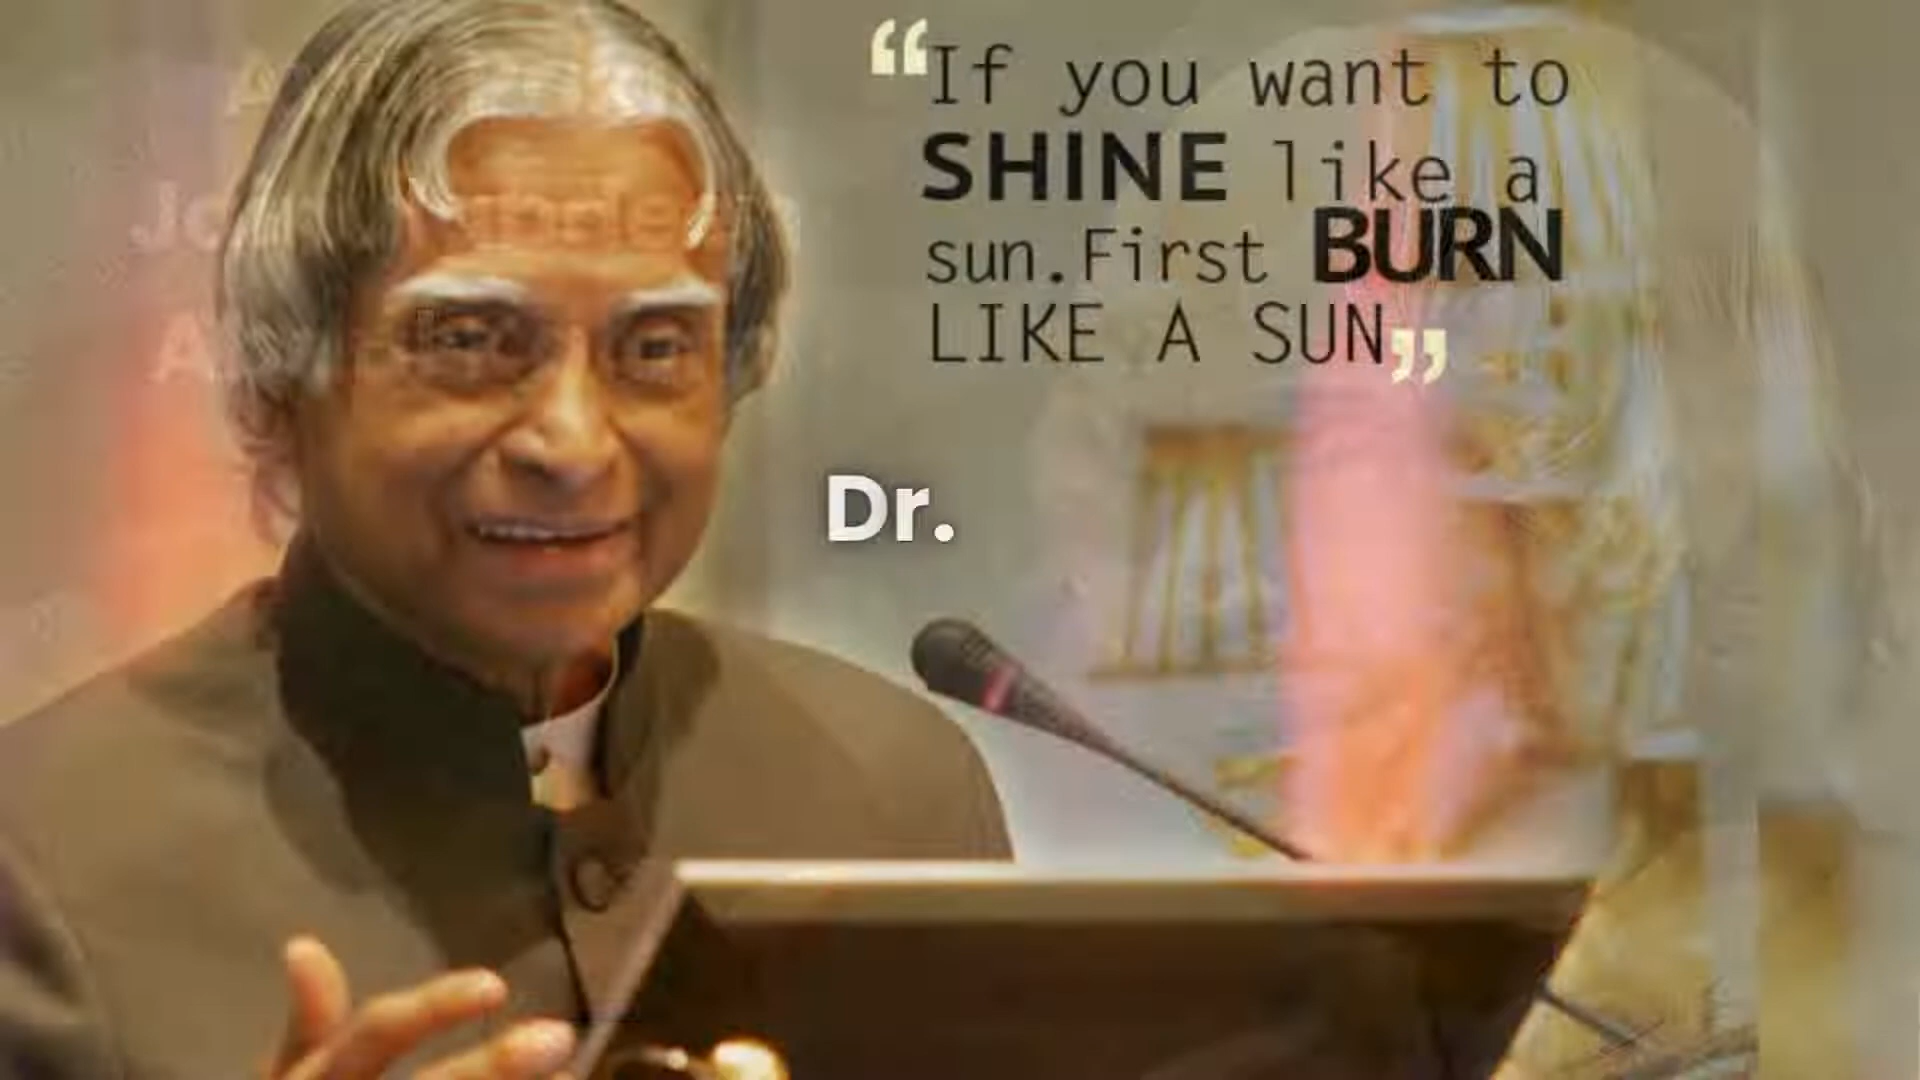 “If you want to
SHINE like a
sun.First BURN
LIKE A SUN”
Dr.